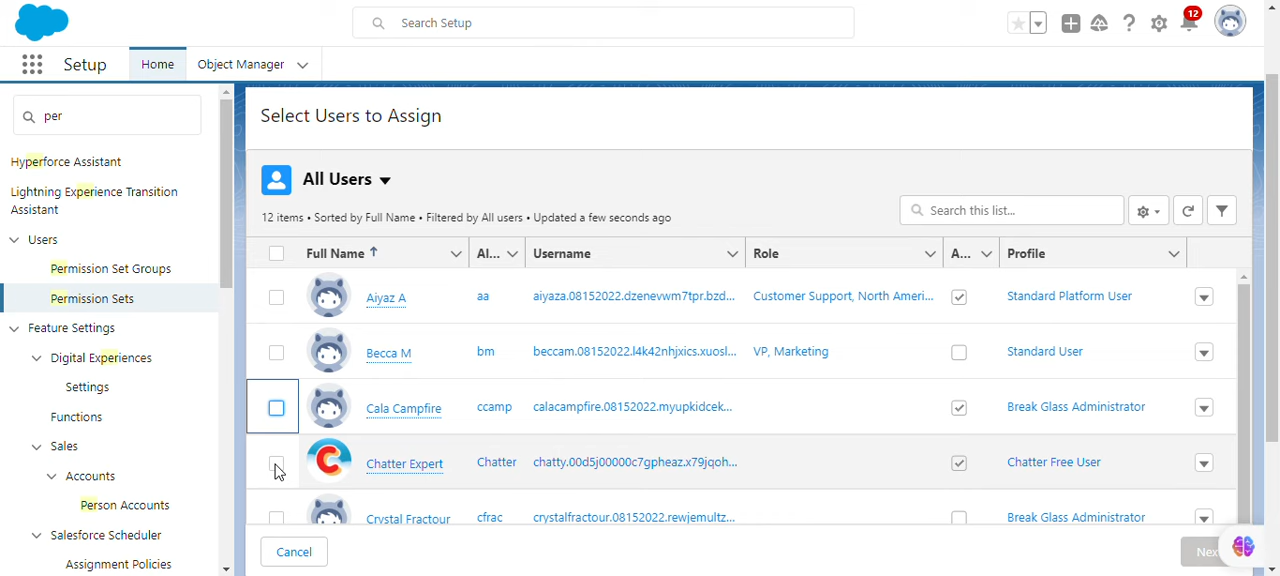 Search Setup
12
Setup
Home
Object Manager
per
Hyperforce Assistant
Lightning Experience Transition
Assistant
Users
Permission Set Groups
Permission Sets
Feature Settings
Digital Experiences
Settings
Functions
Sales
Accounts
Person Accounts
Salesforce Scheduler
Assignment Policies
Select Users to Assign
All Users
12 items • Sorted by Full Name • Filtered by All users • Updated a few seconds ago
Search this list...
Full Name Al... Username Role A... Profile
Aiyaz A aa aiyaza.08152022.dzenevwm7tpr.bzd... Customer Support, North Ameri... Standard Platform User
Becca M bm beccam.08152022.l4k42nhjxics.xuosl... VP, Marketing Standard User
Cala Campfire ccamp calacampfire.08152022.myupkidcek... Break Glass Administrator
Chatter Expert Chatter chatty.00d5j00000c7gpheaz.x79jqoh... Chatter Free User
Crystal Fractour cfrac crystalfractour.08152022.rewjemultz... Break Glass Administrator
Cancel